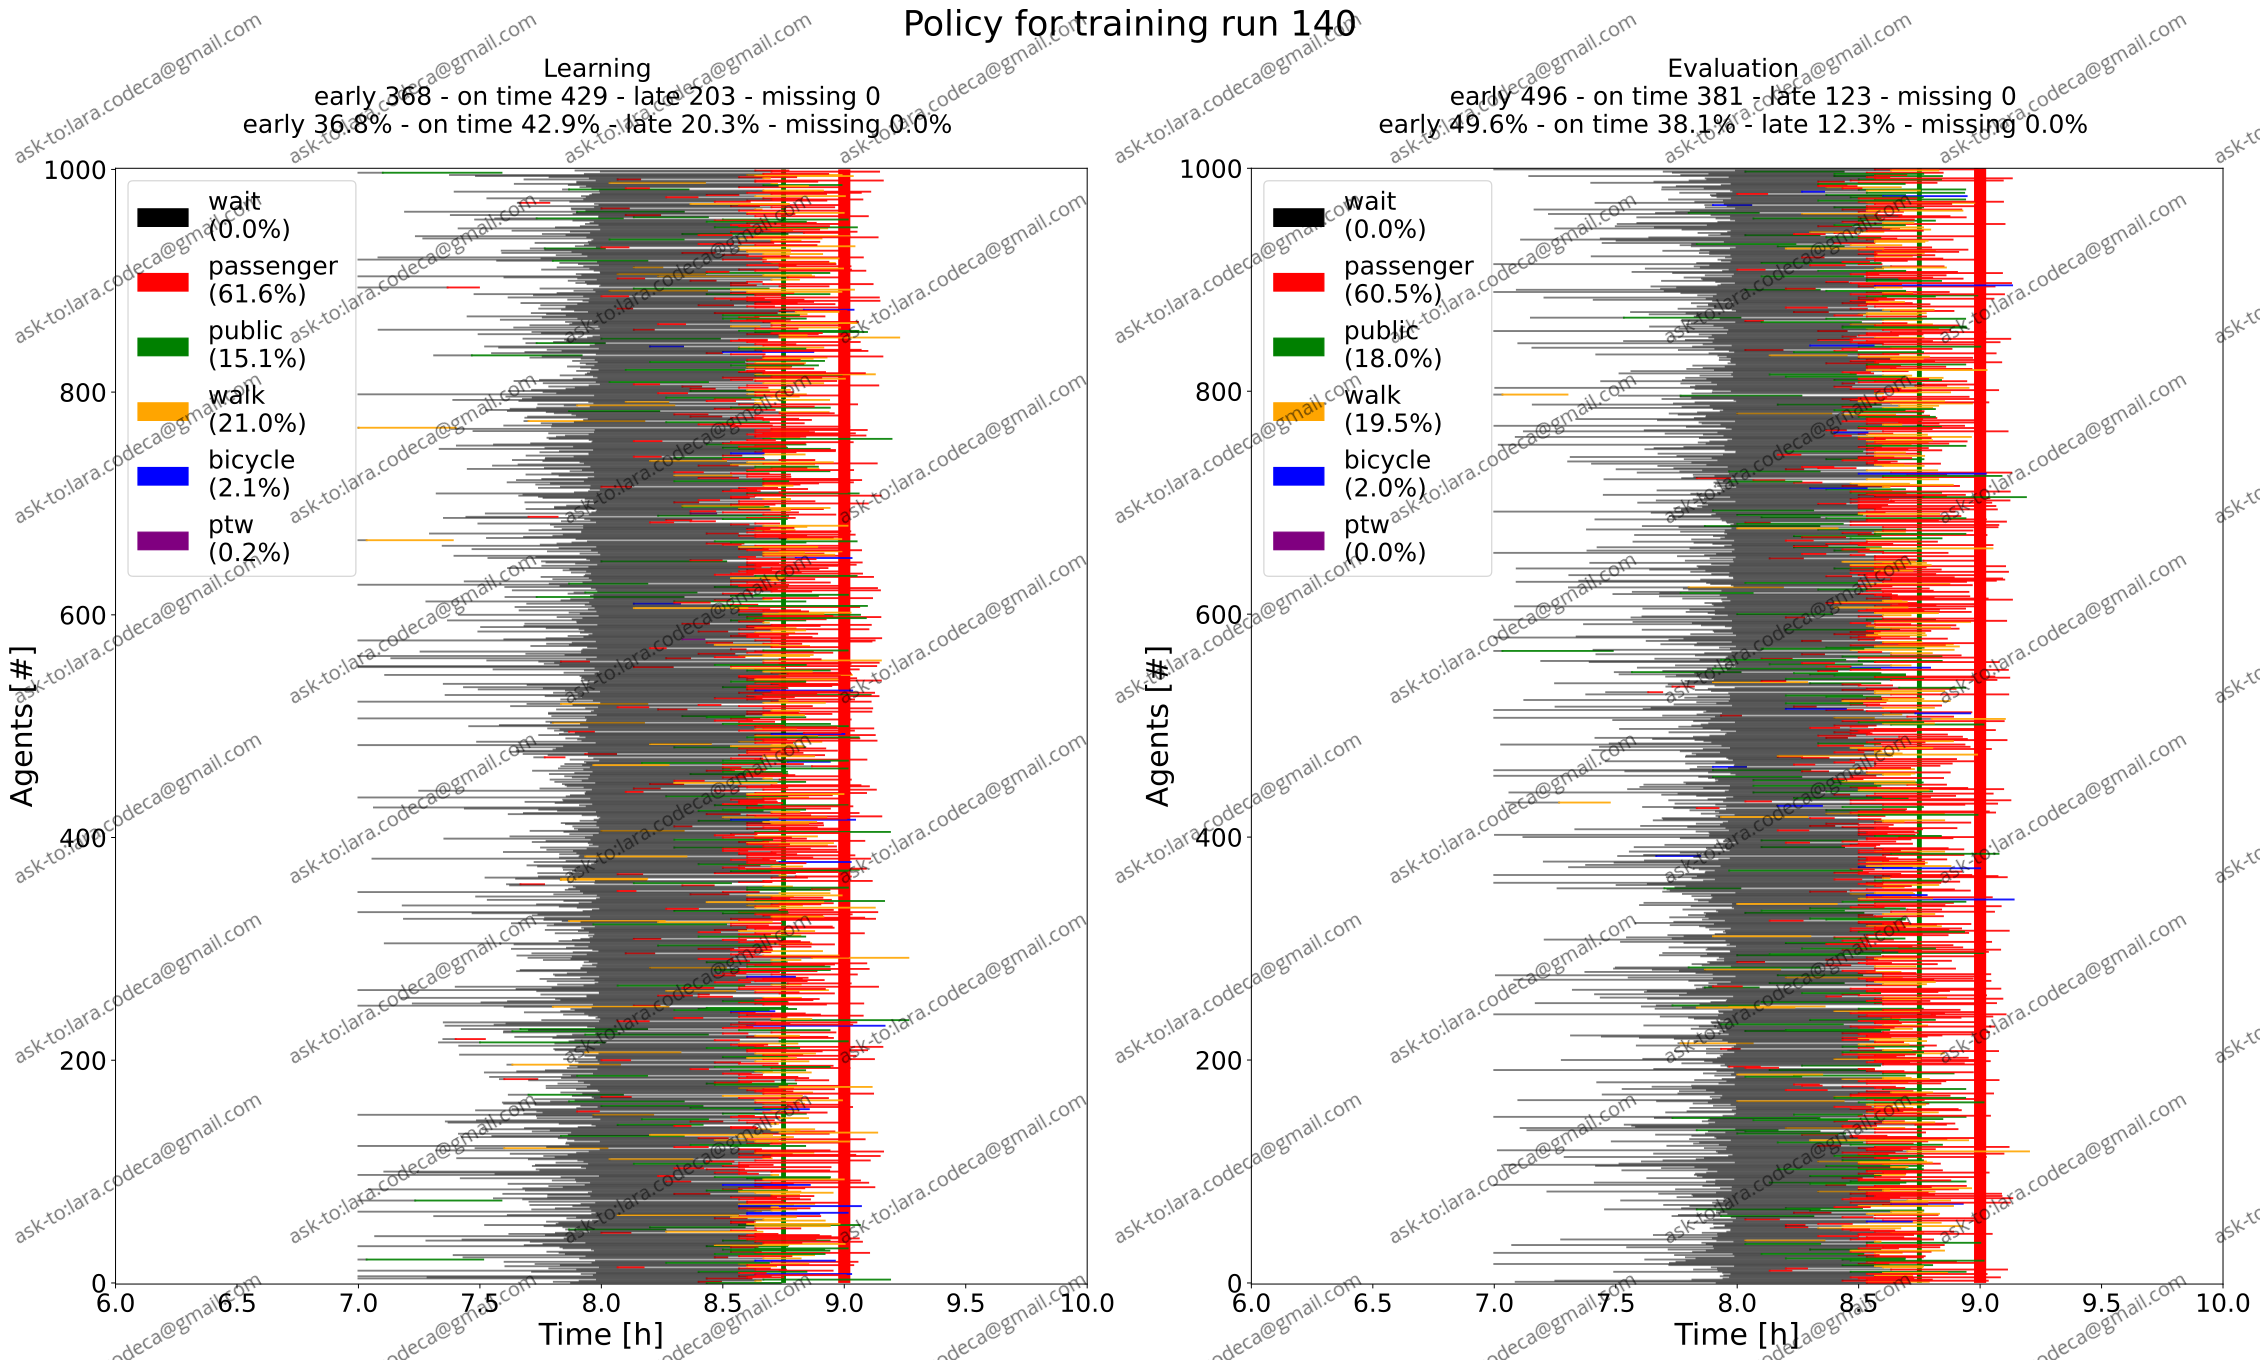 Policy for training run 140
Learning
early 368 - on time 429 - late 203 - missing 0
early 36.8% - on time 42.9% - late 20.3% - missing 0.0%
Agents [#]
1000
800
600
400
200
0
wait
(0.0%)
passenger
(61.6%)
public
(15.1%)
walk
(21.0%)
bicycle
(2.1%)
ptw
(0.2%)
6.0 6.5 7.0 7.5 8.0 8.5 9.0 9.5 10.0
Time [h]
Evaluation
early 496 - on time 381 - late 123 - missing 0
early 49.6% - on time 38.1% - late 12.3% - missing 0.0%
Agents [#]
1000
800
600
400
200
0
wait
(0.0%)
passenger
(60.5%)
public
(18.0%)
walk
(19.5%)
bicycle
(2.0%)
ptw
(0.0%)
6.0 6.5 7.0 7.5 8.0 8.5 9.0 9.5 10.0
Time [h]
ask-to:lara.codeca@gmail.com